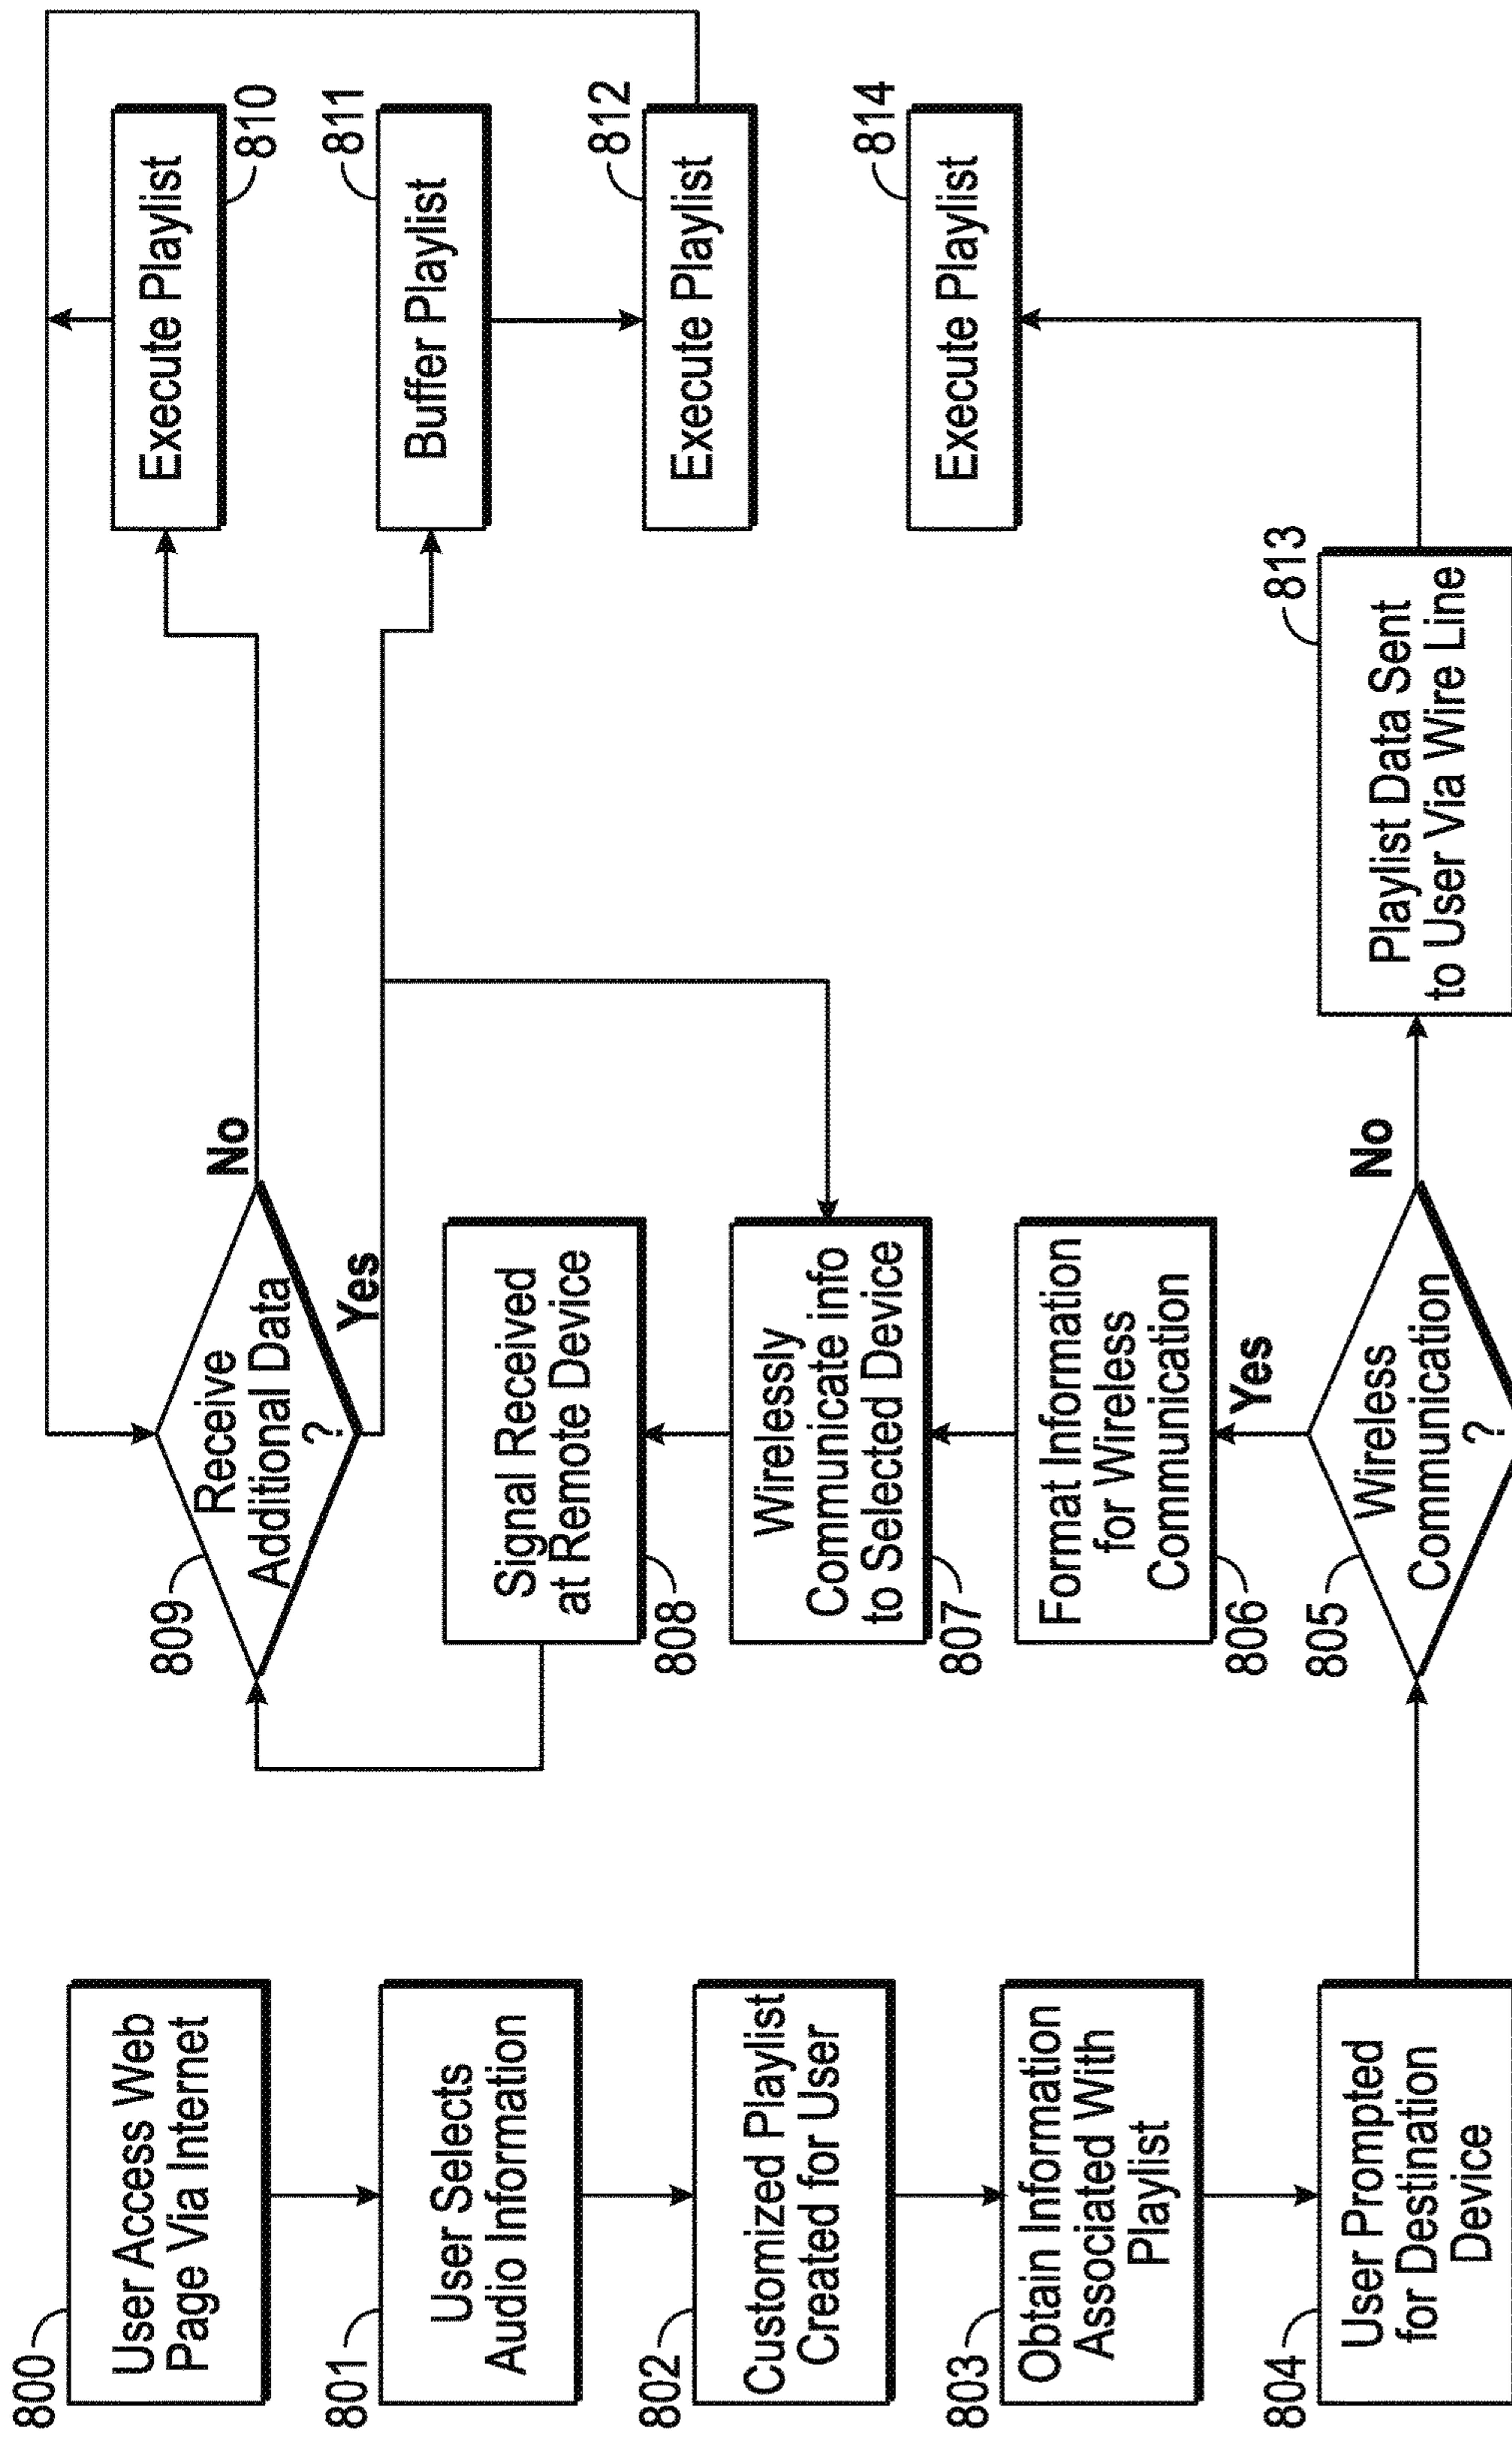 800
User Access Web
Page Via Internet
801
User Selects
Audio Information
802
Customized Playlist
Created for User
803
Obtain Information
Associated With
Playlist
804
User Prompted
for Destination
Device
805
Wireless
Communication
?
Yes
No
806
Format Information
for Wireless
Communication
807
Wirelessly
Communicate info
to Selected Device
808
Signal Received
at Remote Device
809
Receive
Additional Data
?
No
Yes
810
Execute Playlist
811
Buffer Playlist
812
Execute Playlist
813
Playlist Data Sent
to User Via Wire Line
814
Execute Playlist